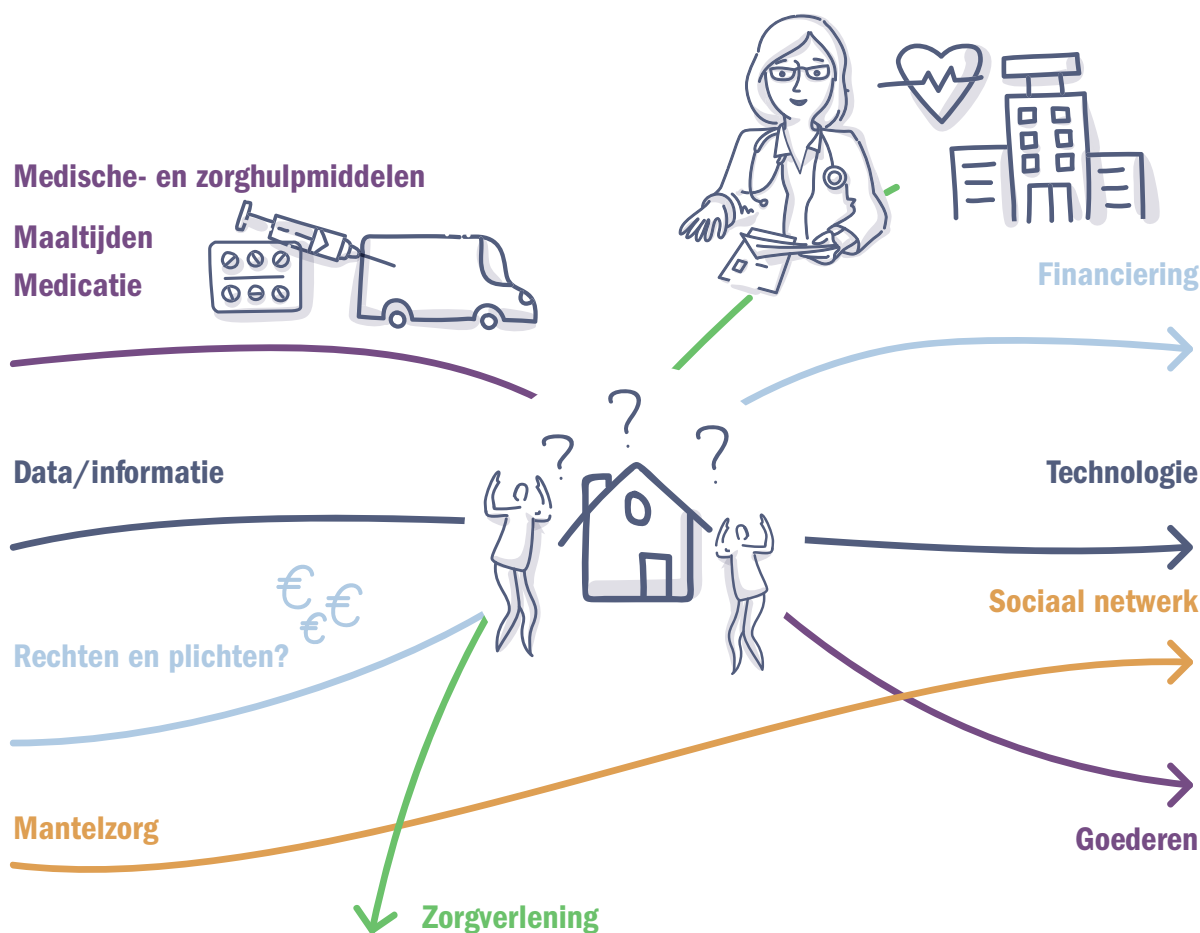 Medische- en zorghulpmiddelen
Maaltijden
Medicatie
Financiering
? ? ?
Data/informatie
Technologie
€ € €
Sociaal netwerk
Rechten en plichten?
Mantelzorg
Goederen
Zorgverlening